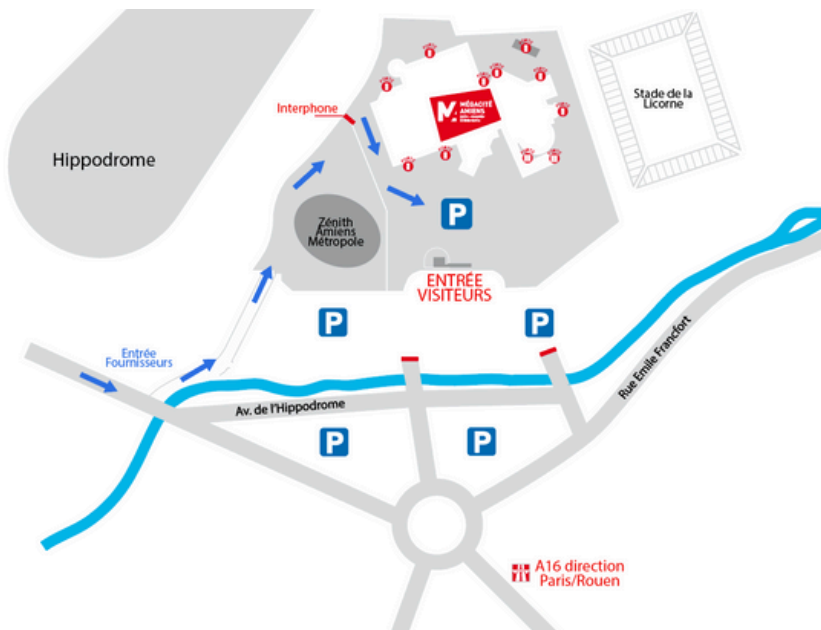 Stade de la
Licorne
MÉGACITÉ
AMIENS
Interphone
Hippodrome
P
Zénith
Amiens
Métropole
ENTRÉE
VISITEURS
P
P
Entrée
Fournisseurs
Rue Emile Francfort
Av. de l'Hippodrome
P
P
A16 direction
Paris/Rouen